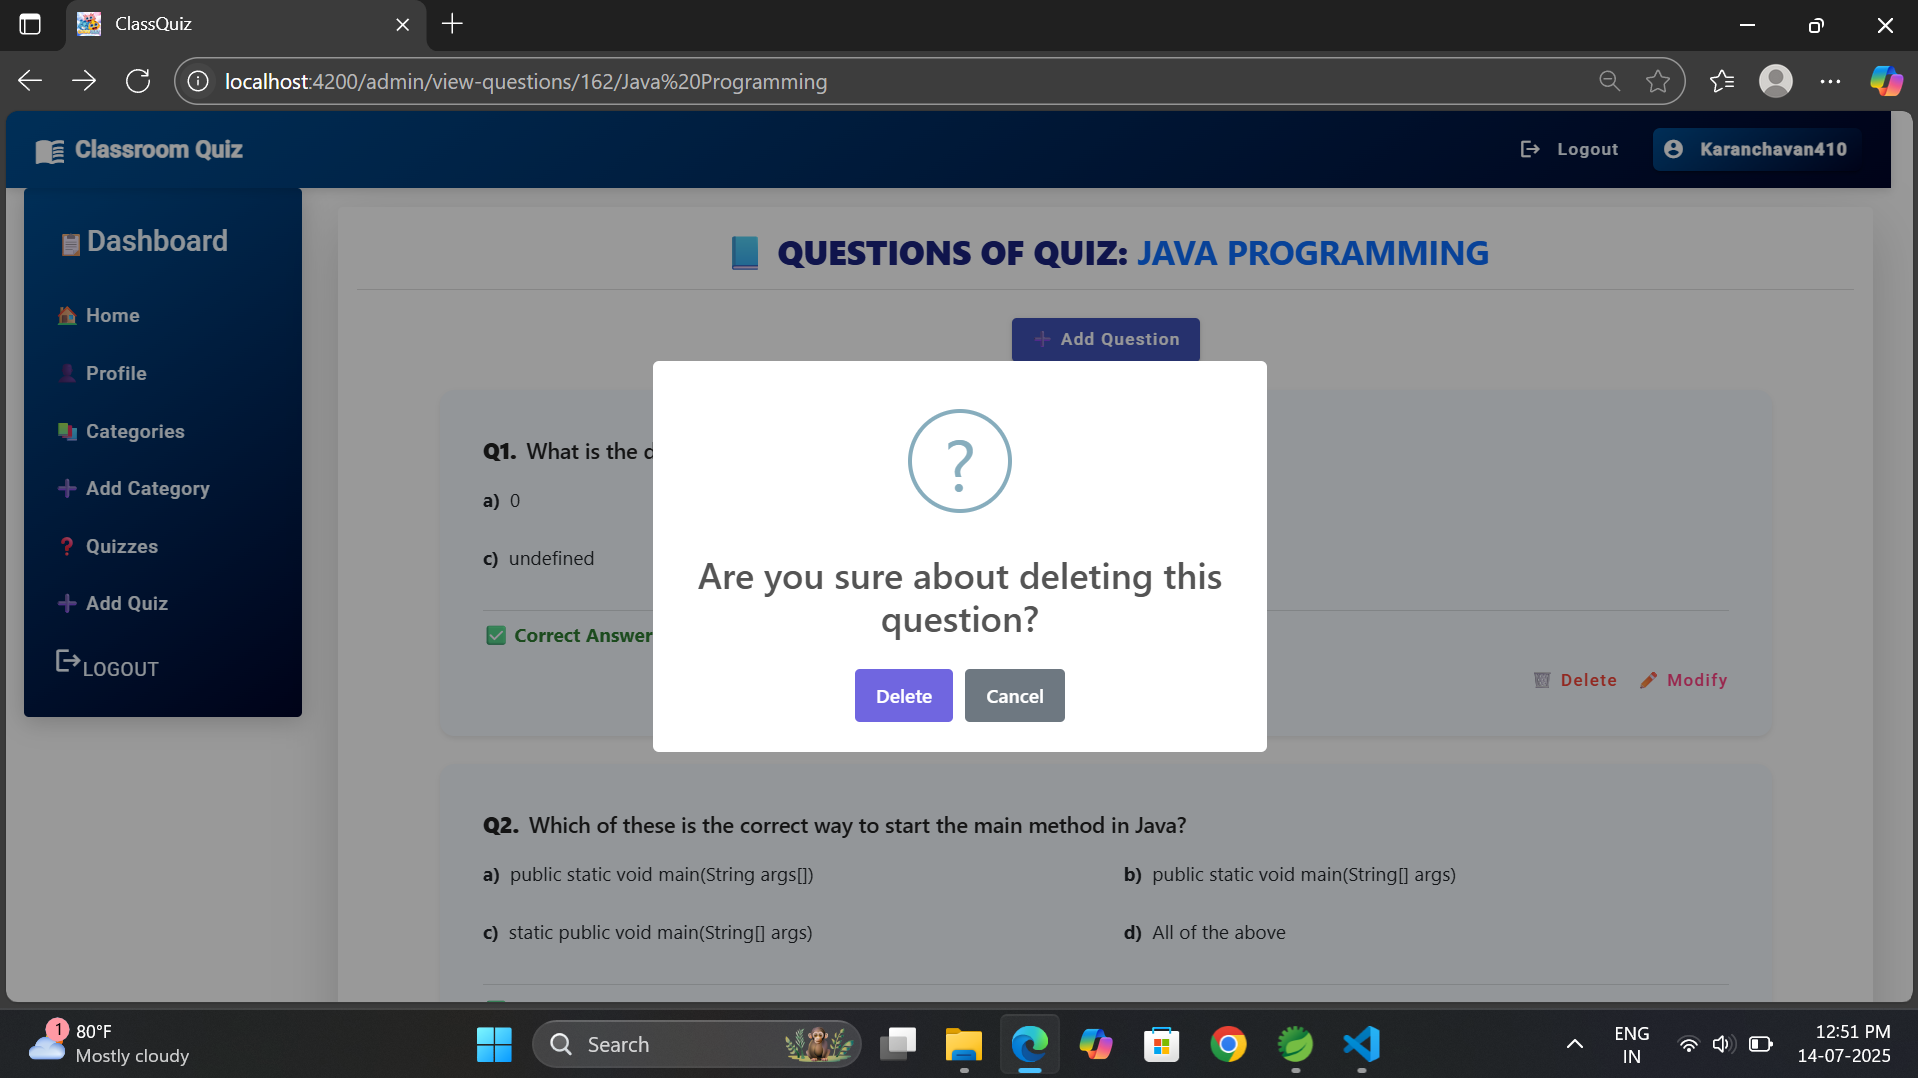 ClassQuiz
localhost:4200/admin/view-questions/162/Java%20Programming
Classroom Quiz
Logout
Karanchavan410
Dashboard
Home
Profile
Categories
Add Category
Quizzes
Add Quiz
LOGOUT
QUESTIONS OF QUIZ: JAVA PROGRAMMING
Add Question
Q1. What is the
a) 0
c) undefined
Correct Answer
Delete
Modify
?
Are you sure about deleting this
question?
Delete
Cancel
Q2. Which of these is the correct way to start the main method in Java?
a) public static void main(String args[])
b) public static void main(String[] args)
c) static public void main(String[] args)
d) All of the above
1
80°F
Mostly cloudy
Search
ENG
IN
12:51 PM
14-07-2025